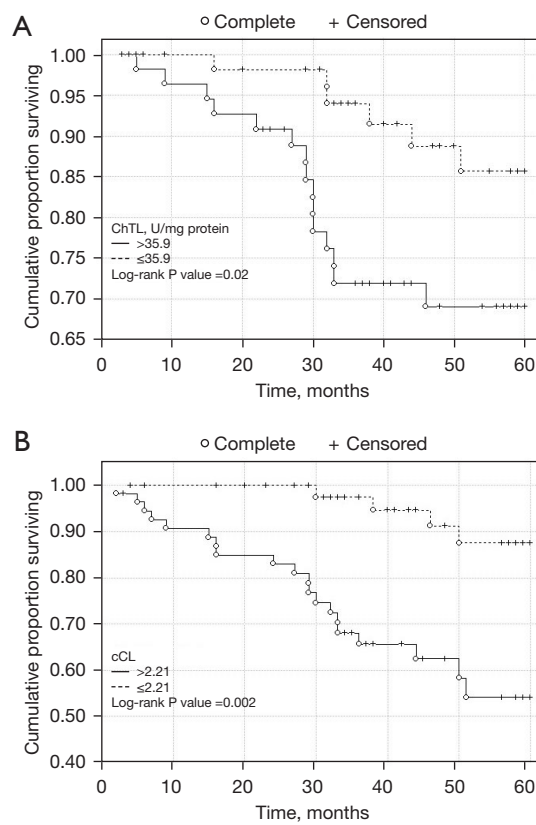 A
○ Complete + Censored
1.00
0.95
0.90
0.85
0.80
0.75
0.70
0.65
Cumulative proportion surviving
ChTL, U/mg protein
>35.9
≤35.9
Log-rank P value =0.02
0 10 20 30 40 50 60
Time, months
B
○ Complete + Censored
1.00
0.90
0.80
0.70
0.60
0.50
0.40
Cumulative proportion surviving
cCL
>2.21
≤2.21
Log-rank P value =0.002
0 10 20 30 40 50 60
Time, months